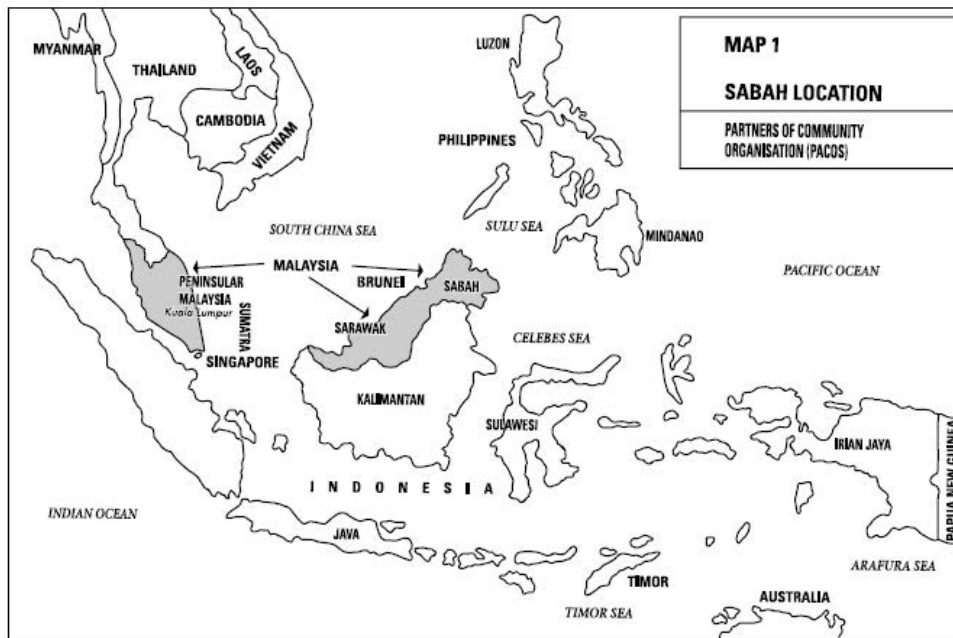 MAP 1
SABAH LOCATION
PARTNERS OF COMMUNITY
ORGANISATION (PACOS)
MYANMAR
LAOS
THAILAND
CAMBODIA
VIETNAM
LUZON
PHILIPPINES
SULU SEA
MINDANAO
SOUTH CHINA SEA
PACIFIC OCEAN
MALAYSIA
BRUNEI
SABAH
PENINSULAR
MALAYSIA
Kuala Lumpur
SUMATRA
SARAWAK
SINGAPORE
CELEBES SEA
KALIMANTAN
SULAWESI
IRIAN JAYA
PAPUA NEW GUINEA
INDONESIA
INDIAN OCEAN
JAVA
ARAFURA SEA
TIMOR
AUSTRALIA
TIMOR SEA